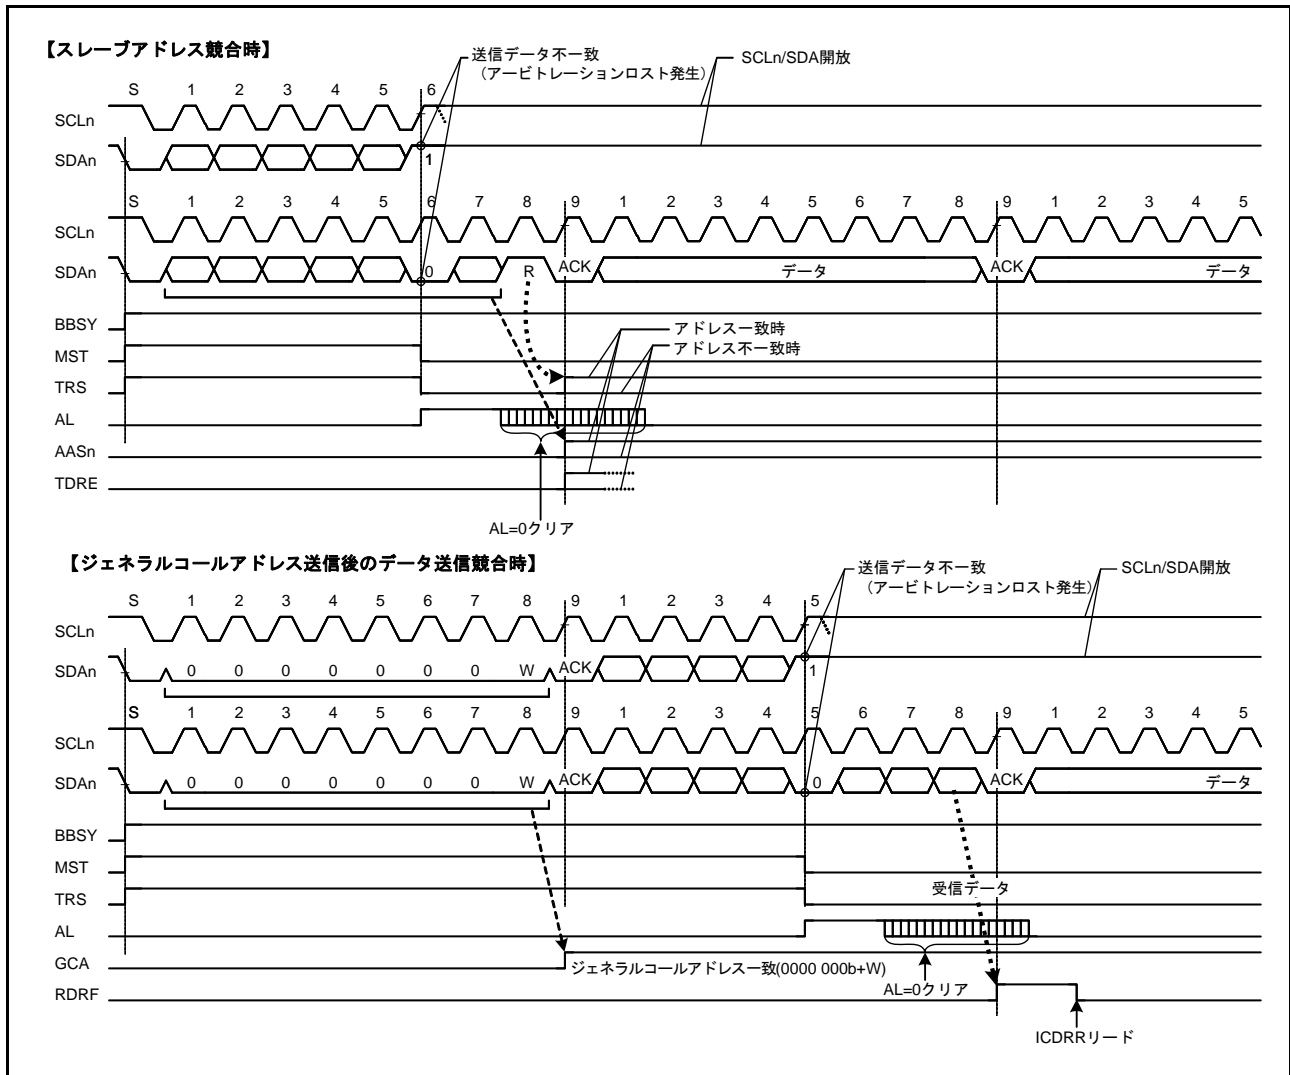 【スレーブアドレス競合時】
送信データ不一致
（アービトレーションロスト発生）
SCLn/SDA開放
S 1 2 3 4 5 6
SCLn
SDAn 1
S 1 2 3 4 5 6 7 8 9 1 2 3 4 5 6 7 8 9 1 2 3 4 5
SCLn
SDAn 0 R ACK データ ACK データ
BBSY
アドレス一致時
MST
アドレス不一致時
TRS
AL
AASn
TDRE
AL=0クリア
【ジェネラルコールアドレス送信後のデータ送信競合時】
送信データ不一致
（アービトレーションロスト発生）
SCLn/SDA開放
S 1 2 3 4 5 6 7 8 9 1 2 3 4 5
SCLn
SDAn 0 0 0 0 0 0 0 W ACK 1
S 1 2 3 4 5 6 7 8 9 1 2 3 4 5 6 7 8 9 1 2 3 4 5
SCLn
SDAn 0 0 0 0 0 0 0 W ACK 0 ACK データ
BBSY
MST
TRS 受信データ
AL
GCA ジェネラルコールアドレス一致(0000 000b+W)
AL=0クリア
RDRF
ICDRRリード